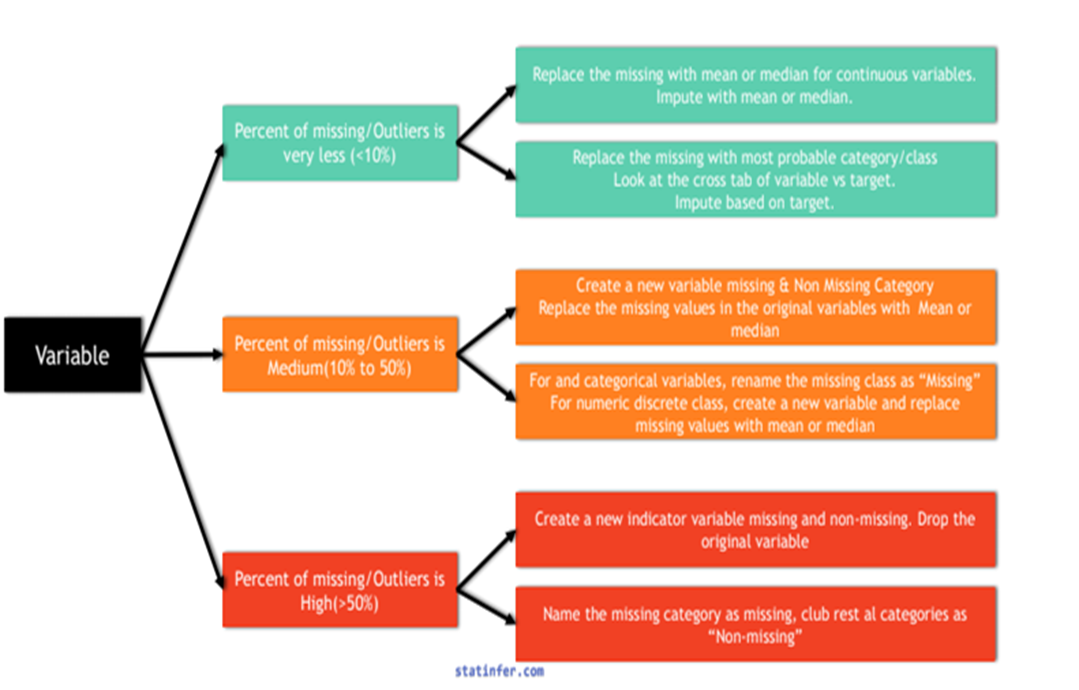 Variable
Percent of missing/Outliers is
very less (<10%)
Replace the missing with mean or median for continuous variables.
Impute with mean or median.
Replace the missing with most probable category/class
Look at the cross tab of variable vs target.
Impute based on target.
Percent of missing/Outliers is
Medium(10% to 50%)
Create a new variable missing & Non Missing Category
Replace the missing values in the original variables with Mean or
median
For and categorical variables, rename the missing class as “Missing”
For numeric discrete class, create a new variable and replace
missing values with mean or median
Percent of missing/Outliers is
High(>50%)
Create a new indicator variable missing and non-missing. Drop the
original variable
Name the missing category as missing, club rest al categories as
“Non-missing”
statinfer.com